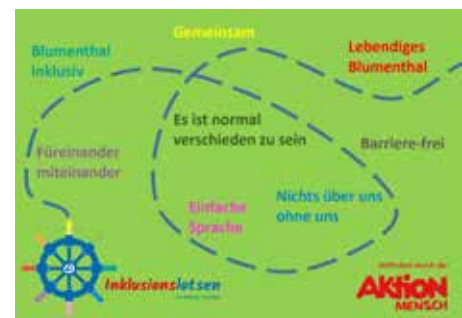 Gemeinsam
Blumenthal
Inklusiv
Lebendiges
Blumenthal
Es ist normal
verschieden zu sein
Barriere-frei
Füreinander
miteinander
Nichts über uns
ohne uns
Einfache
Sprache
Inklusionslotsen
AKTION
MENSCH